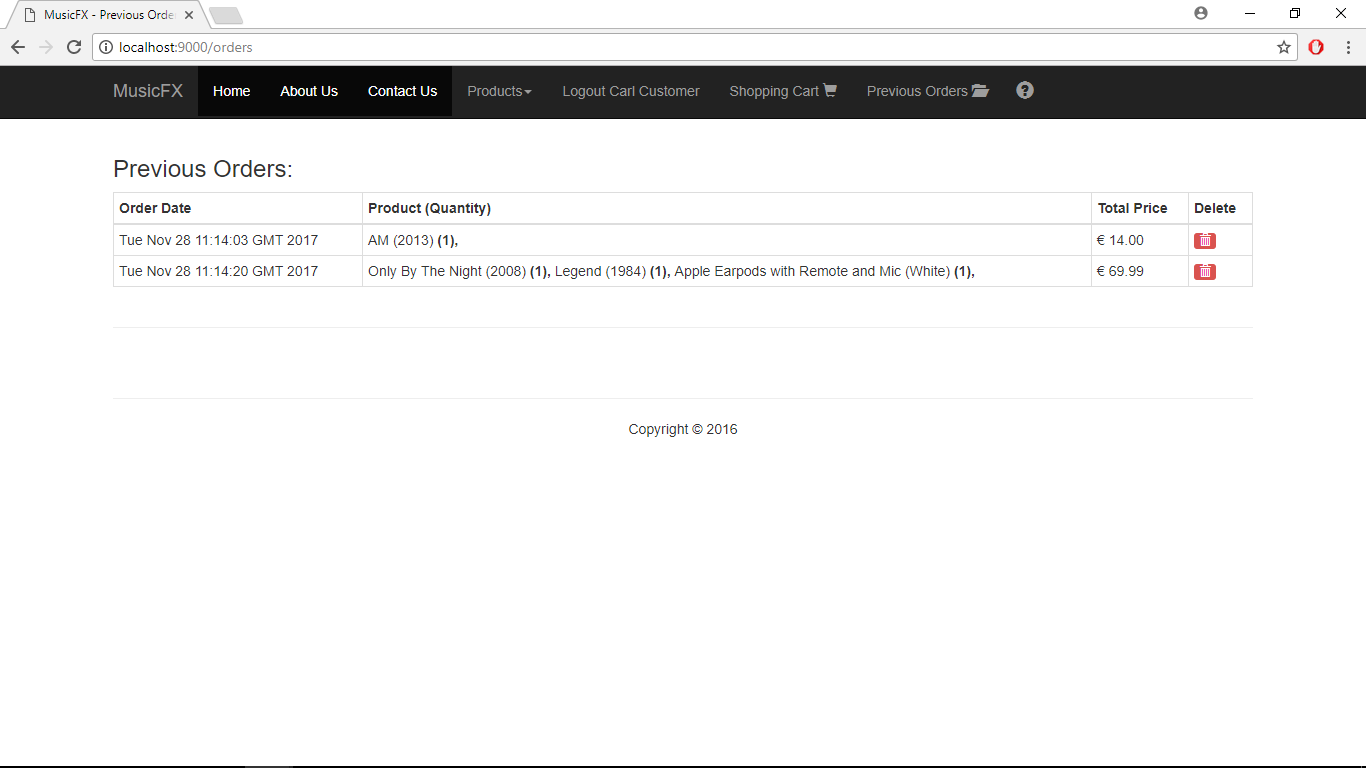 MusicFX - Previous Orde
localhost:9000/orders
MusicFX Home About Us Contact Us Products Logout Carl Customer Shopping Cart Previous Orders ?
Previous Orders:
Order Date Product (Quantity) Total Price Delete
Tue Nov 28 11:14:03 GMT 2017 AM (2013) (1), € 14.00
Tue Nov 28 11:14:20 GMT 2017 Only By The Night (2008) (1), Legend (1984) (1), Apple Earpods with Remote and Mic (White) (1), € 69.99
Copyright © 2016